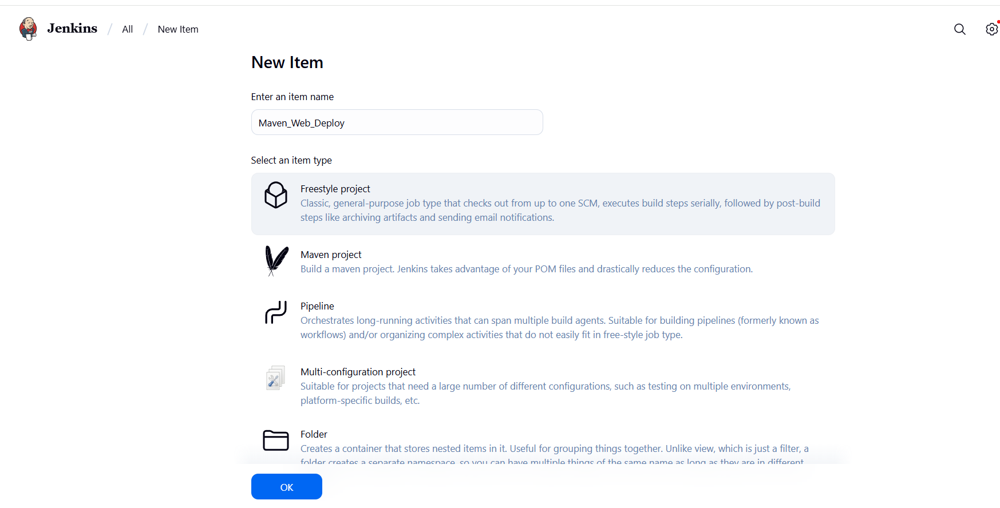 Jenkins / All / New Item
New Item
Enter an item name
Maven_Web_Deploy
Select an item type
Freestyle project
Classic, general-purpose job type that checks out from up to one SCM, executes build steps serially, followed by post-build
steps like archiving artifacts and sending email notifications.
Maven project
Build a maven project. Jenkins takes advantage of your POM files and drastically reduces the configuration.
Pipeline
Orchestrates long-running activities that can span multiple build agents. Suitable for building pipelines (formerly known as
workflows) and/or organizing complex activities that do not easily fit in free-style job type.
Multi-configuration project
Suitable for projects that need a large number of different configurations, such as testing on multiple environments,
platform-specific builds, etc.
Folder
Creates a container that stores nested items in it. Useful for grouping things together. Unlike view, which is just a filter, a
folder creates a separate namespace, so you can have multiple things of the same name as long as they are in different
OK